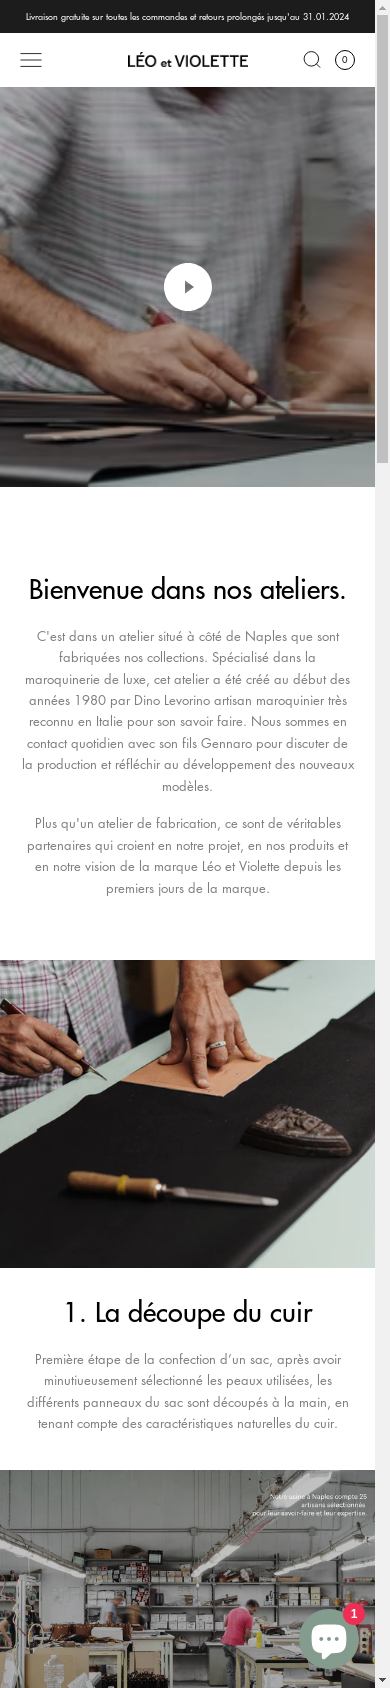 Livraison gratuite sur toutes les commandes et retours prolongés jusqu'au 31.01.2024
LÉO et VIOLETTE
0
Bienvenue dans nos ateliers.
C'est dans un atelier situé à côté de Naples que sont
fabriquées nos collections. Spécialisé dans la
maroquinerie de luxe, cet atelier a été créé au début des
années 1980 par Dino Levorino artisan maroquinier très
reconnu en Italie pour son savoir faire. Nous sommes en
contact quotidien avec son fils Gennaro pour discuter de
la production et réfléchir au développement des nouveaux
modèles.
Plus qu'un atelier de fabrication, ce sont de véritables
partenaires qui croient en notre projet, en nos produits et
en notre vision de la marque Léo et Violette depuis les
premiers jours de la marque.
1. La découpe du cuir
Première étape de la confection d’un sac, après avoir
minutieusement sélectionné les peaux utilisées, les
différents panneaux du sac sont découpés à la main, en
tenant compte des caractéristiques naturelles du cuir.
Notre usine à Naples compte 25
artisans sélectionnés
pour leur savoir-faire et leur expertise.
1